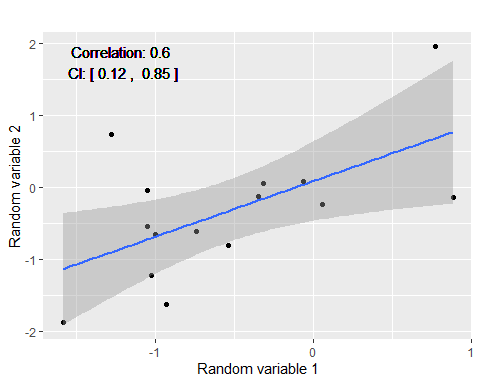 Correlation: 0.6
CI: [ 0.12 ,  0.85 ]
2
1
0
-1
-2
Random variable 2
-1
0
1
Random variable 1